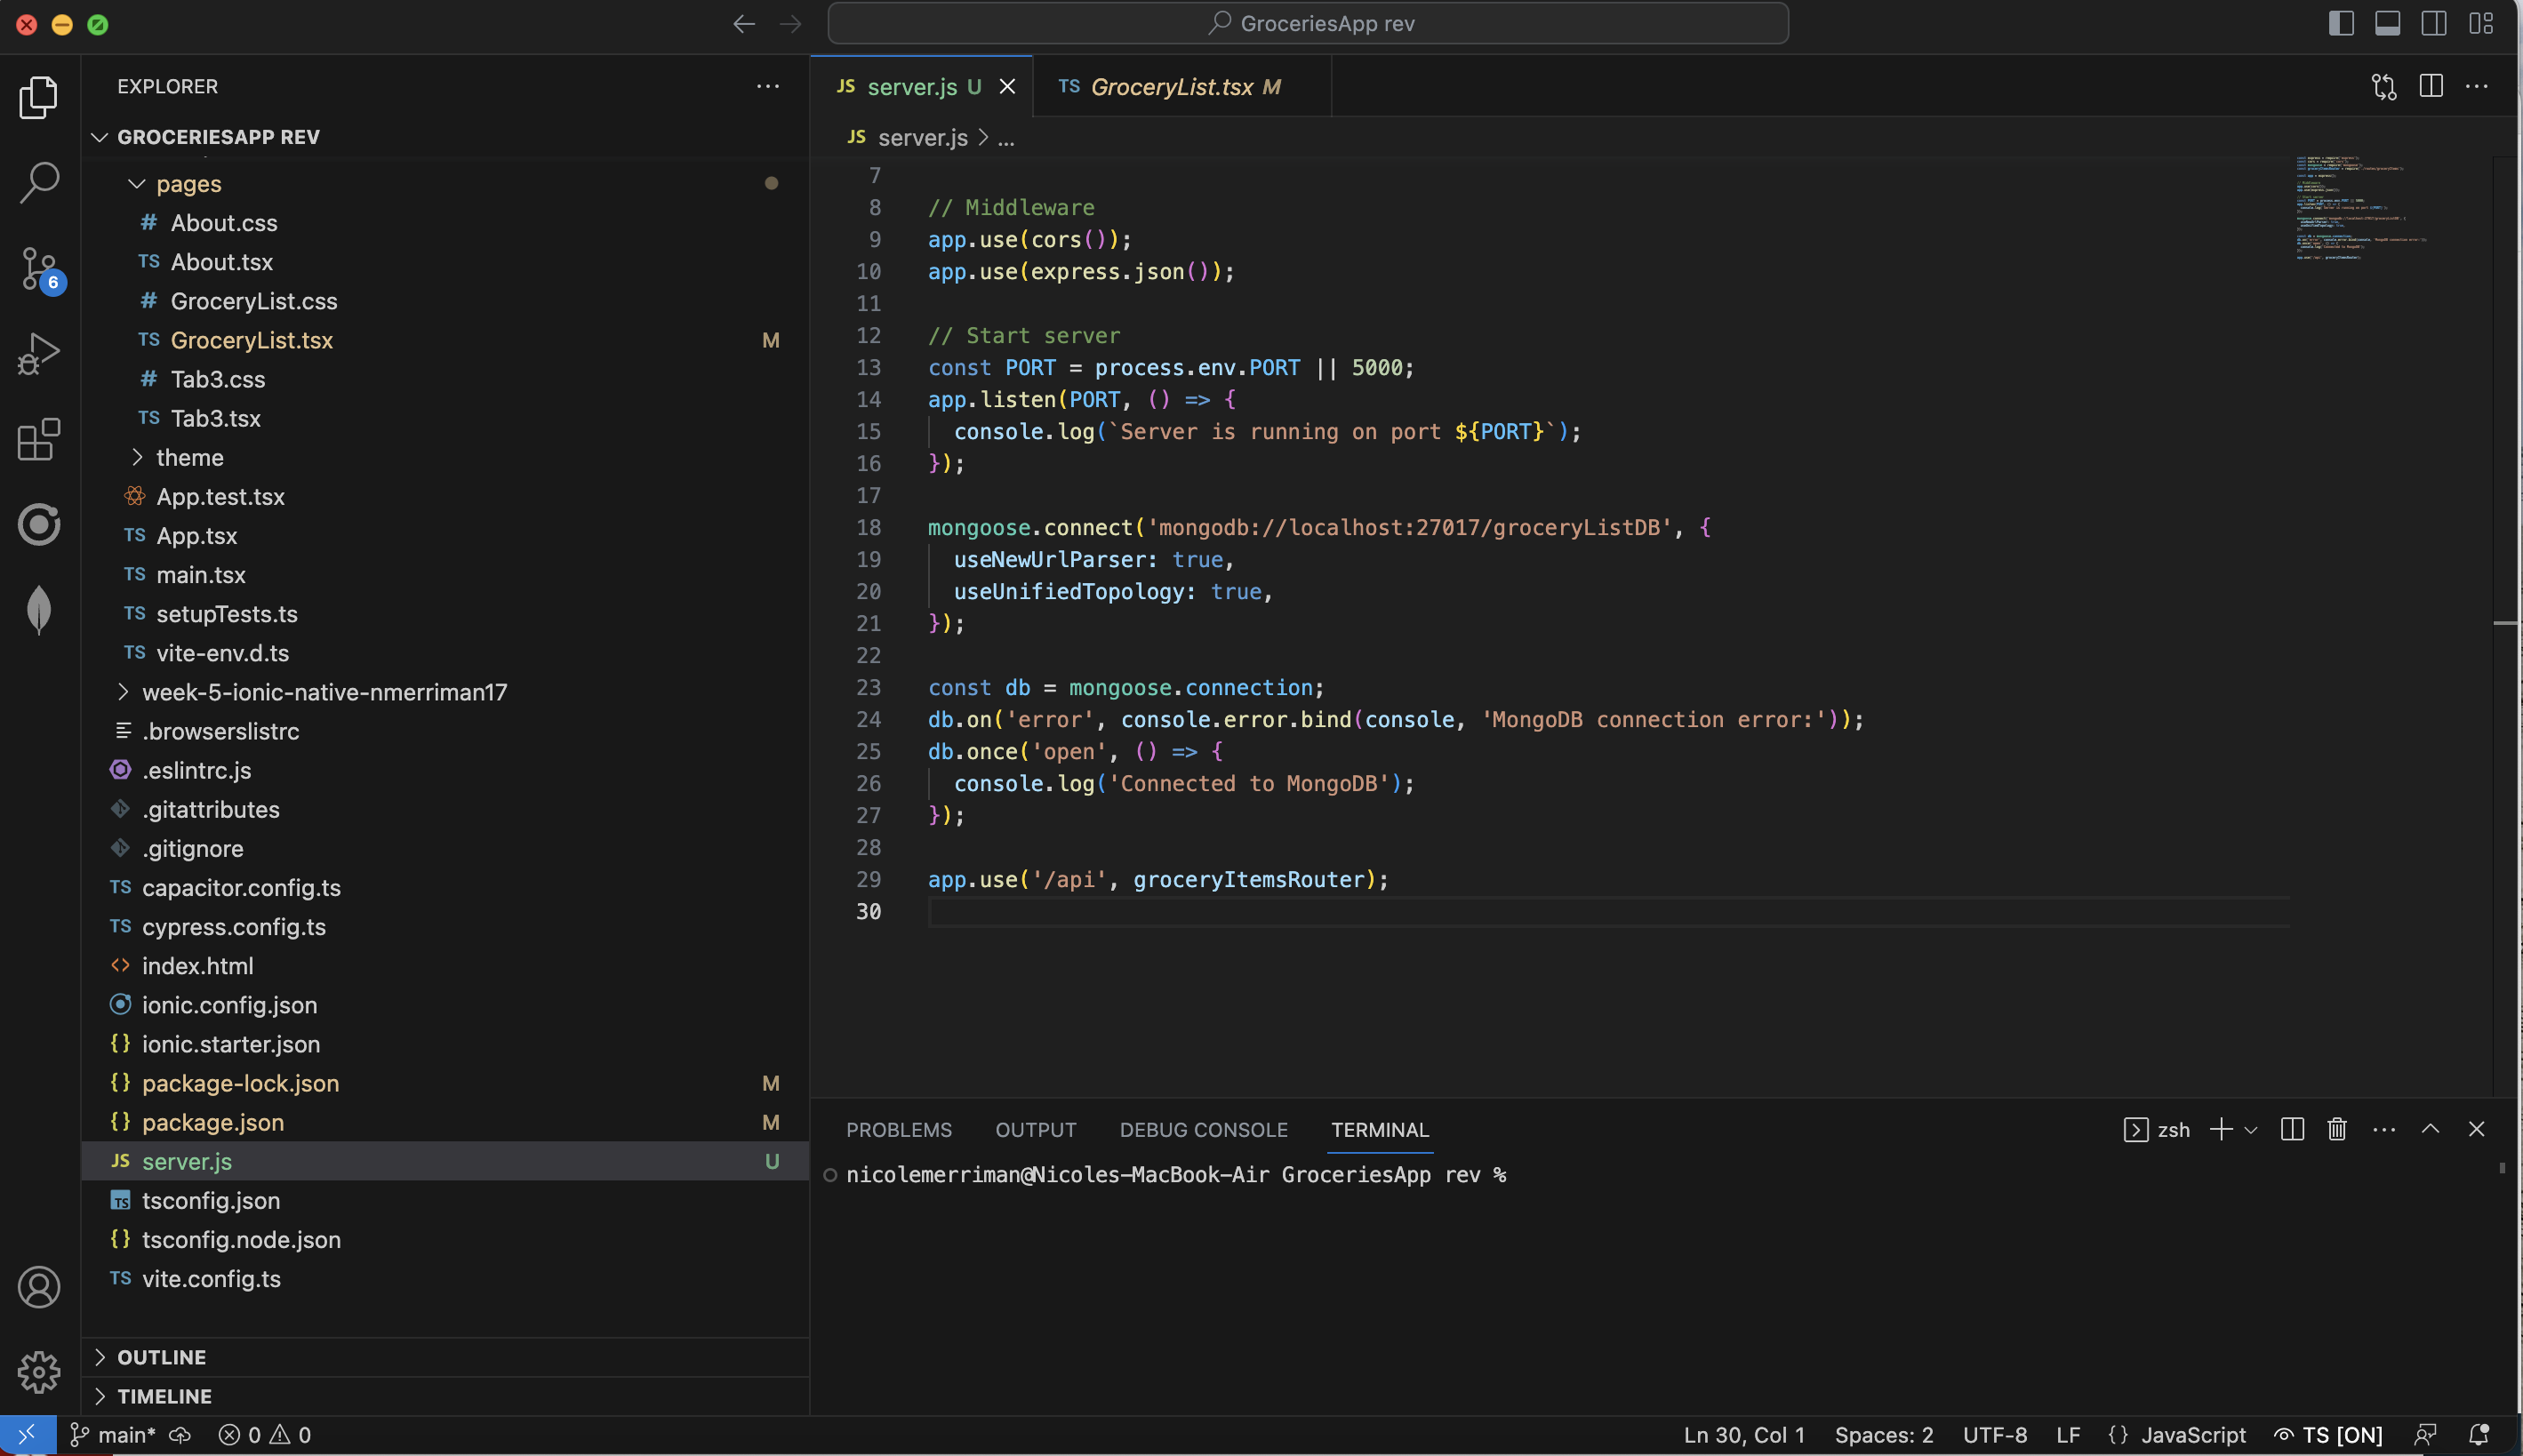 GroceriesApp rev
EXPLORER
GROCERIESAPP REV
pages
# About.css
TS About.tsx
# GroceryList.css
TS GroceryList.tsx M
# Tab3.css
TS Tab3.tsx
theme
App.test.tsx
TS App.tsx
TS main.tsx
TS setupTests.ts
TS vite-env.d.ts
week-5-ionic-native-nmerriman17
.browserslistrc
.eslintrc.js
.gitattributes
.gitignore
TS capacitor.config.ts
TS cypress.config.ts
<> index.html
ionic.config.json
{} ionic.starter.json
{} package-lock.json M
{} package.json M
JS server.js U
TS tsconfig.json
{} tsconfig.node.json
TS vite.config.ts
OUTLINE
TIMELINE
6
JS server.js U
TS GroceryList.tsx M
JS server.js > ...
7
8 // Middleware
9 app.use(cors());
10 app.use(express.json());
11
12 // Start server
13 const PORT = process.env.PORT || 5000;
14 app.listen(PORT, () => {
15 console.log(`Server is running on port ${PORT}`);
16 });
17
18 mongoose.connect('mongodb://localhost:27017/groceryListDB', {
19 useNewUrlParser: true,
20 useUnifiedTopology: true,
21 });
22
23 const db = mongoose.connection;
24 db.on('error', console.error.bind(console, 'MongoDB connection error:'));
25 db.once('open', () => {
26 console.log('Connected to MongoDB');
27 });
28
29 app.use('/api', groceryItemsRouter);
30
PROBLEMS OUTPUT DEBUG CONSOLE TERMINAL zsh
nicolemerriman@Nicoles-MacBook-Air GroceriesApp rev %
main* 0 0 Ln 30, Col 1 Spaces: 2 UTF-8 LF {} JavaScript TS [ON]